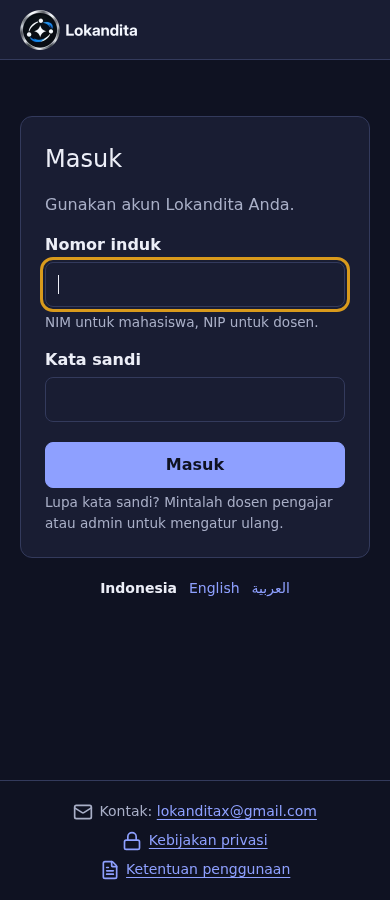 Lokandita
Masuk
Gunakan akun Lokandita Anda.
Nomor induk
NIM untuk mahasiswa, NIP untuk dosen.
Kata sandi
Masuk
Lupa kata sandi? Mintalah dosen pengajar
atau admin untuk mengatur ulang.
Indonesia English العربية
Kontak: lokanditax@gmail.com
Kebijakan privasi
Ketentuan penggunaan